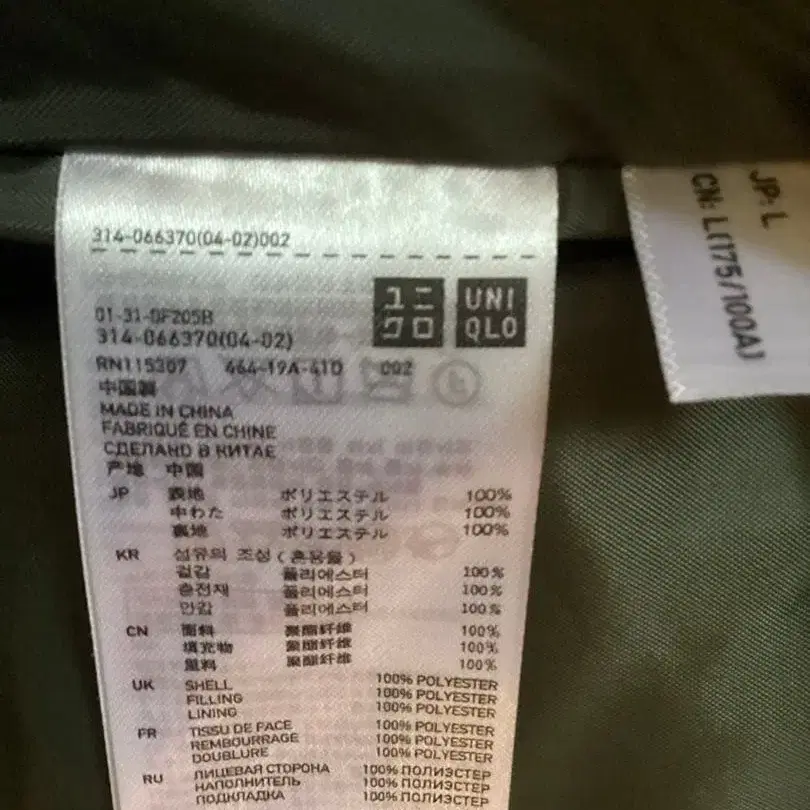 314-066370(04-02)002
01-31-0F205B
ユニ
クロ
UNI
QLO
314-066370(04-02)
RN115307 464-19A-41D 002
中国製
MADE IN CHINA
FABRIQUÉ EN CHINE
СДЕЛАНО В КИТАЕ
产地 中国
JP 表地 ポリエステル 100%
中わた ポリエステル 100%
裏地 ポリエステル 100%
KR 섬유의 조성 (혼용률)
겉감 폴리에스터 100%
충전재 폴리에스터 100%
안감 폴리에스터 100%
CN 面料 聚酯纤维 100%
填充物 聚酯纤维 100%
里料 聚酯纤维 100%
UK SHELL 100% POLYESTER
FILLING 100% POLYESTER
LINING 100% POLYESTER
FR TISSU DE FACE 100% POLYESTER
REMBOURRAGE 100% POLYESTER
DOUBLURE 100% POLYESTER
RU ЛИЦЕВАЯ СТОРОНА 100% ПОЛИЭСТЕР
НАПОЛНИТЕЛЬ 100% ПОЛИЭСТЕР
ПОДКЛАДКА 100% ПОЛИЭСТЕР
JP: L
CN: L(175/100A)